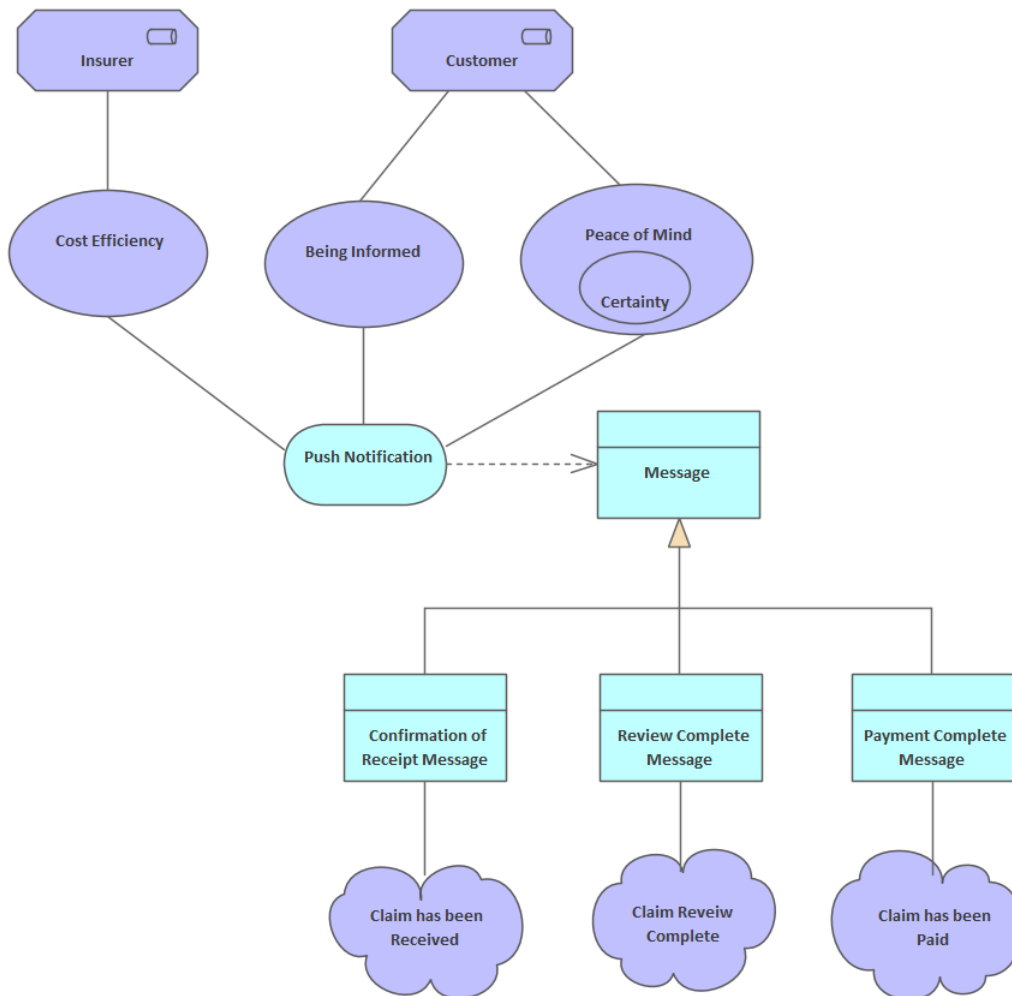 Insurer
Customer
Cost Efficiency
Being Informed
Peace of Mind
Certainty
Push Notification
Message
Confirmation of
Receipt Message
Review Complete
Message
Payment Complete
Message
Claim has been
Received
Claim Reveiw
Complete
Claim has been
Paid